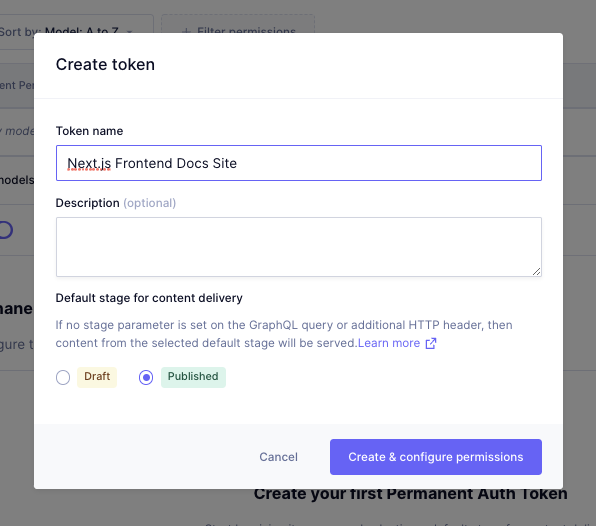 Sort by: Model: A to Z
+ Filter permissions
Create token
ent Per
Token name
y mode
Next.js Frontend Docs Site
models
Description (optional)
Default stage for content delivery
If no stage parameter is set on the GraphQL query or additional HTTP header, then
content from the selected default stage will be served.Learn more
Draft
Published
Cancel
Create & configure permissions
Create your first Permanent Auth Token